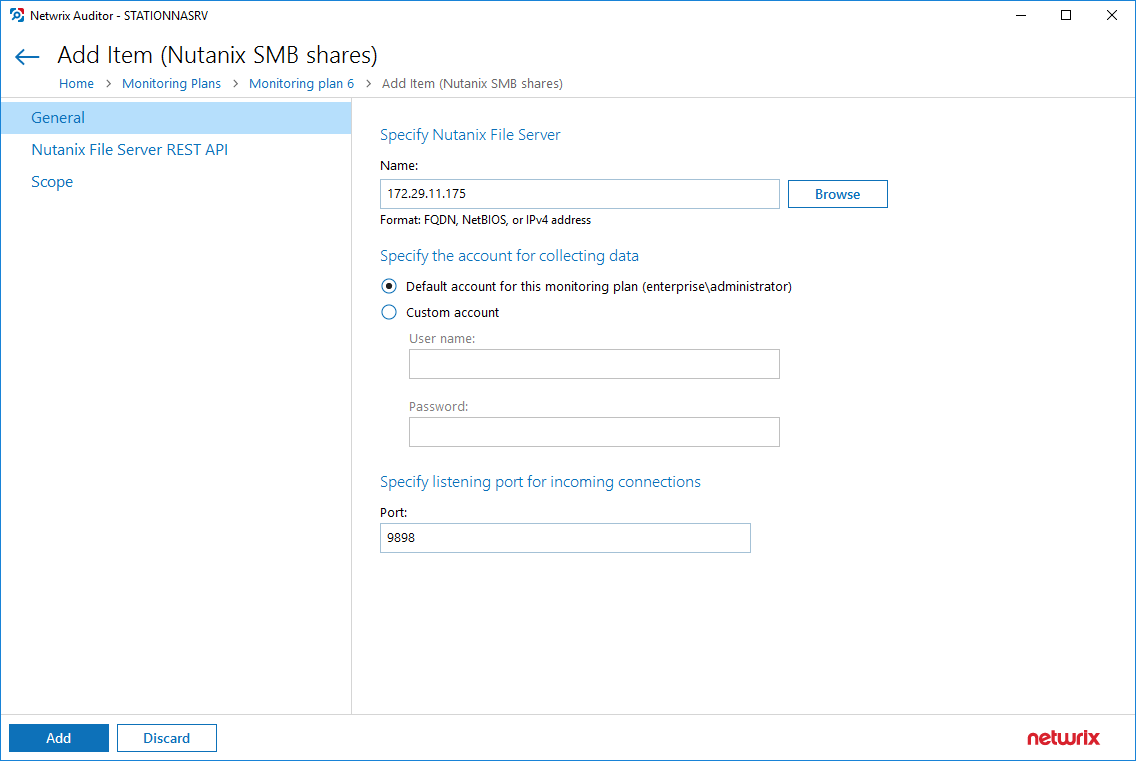 Netwrix Auditor - STATIONNASRV
Add Item (Nutanix SMB shares)
Home > Monitoring Plans > Monitoring plan 6 > Add Item (Nutanix SMB shares)
General
Nutanix File Server REST API
Scope
Specify Nutanix File Server
Name:
172.29.11.175
Browse
Format: FQDN, NetBIOS, or IPv4 address
Specify the account for collecting data
Default account for this monitoring plan (enterprise\administrator)
Custom account
User name:
Password:
Specify listening port for incoming connections
Port:
9898
Add
Discard
netwrix